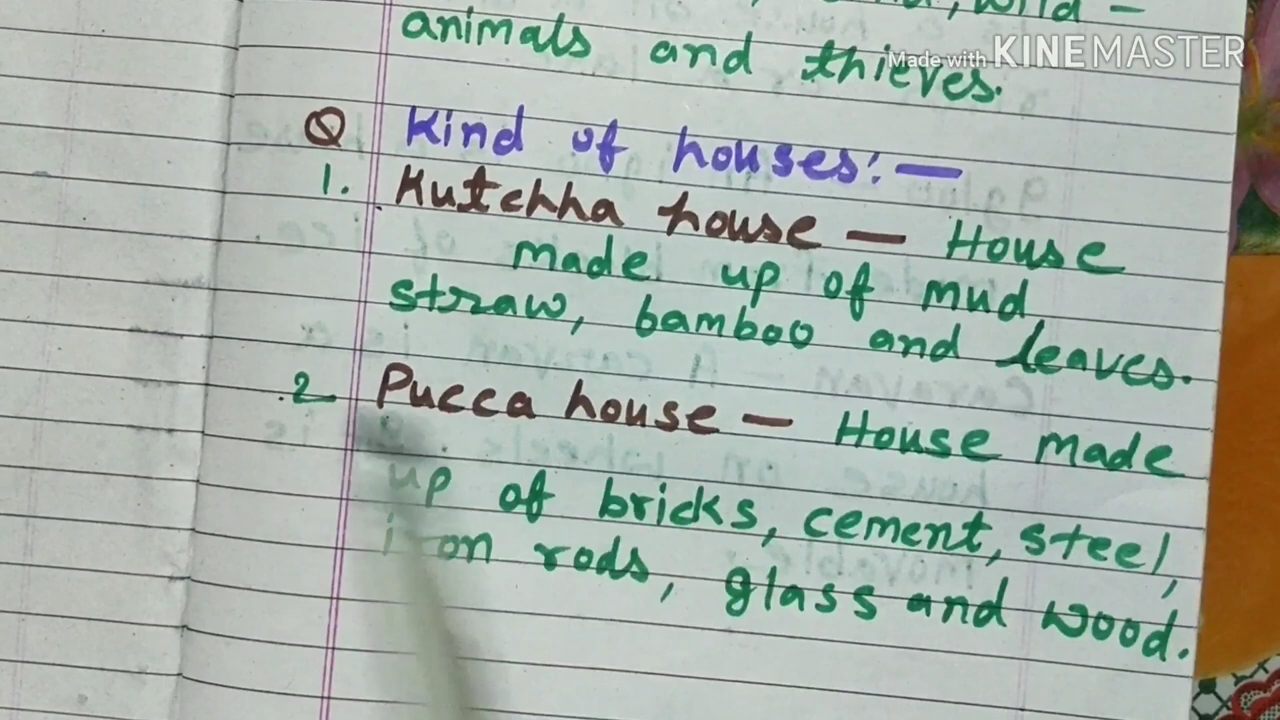 wild -
animals and thieves.
Made with KINEMASTER
Q Kind of houses:-
1. Kutchha house - House
made up of mud,
straw, bamboo and leaves.
2 Pucca house - House made
up of bricks, cement, steel,
iron rods, glass and wood.